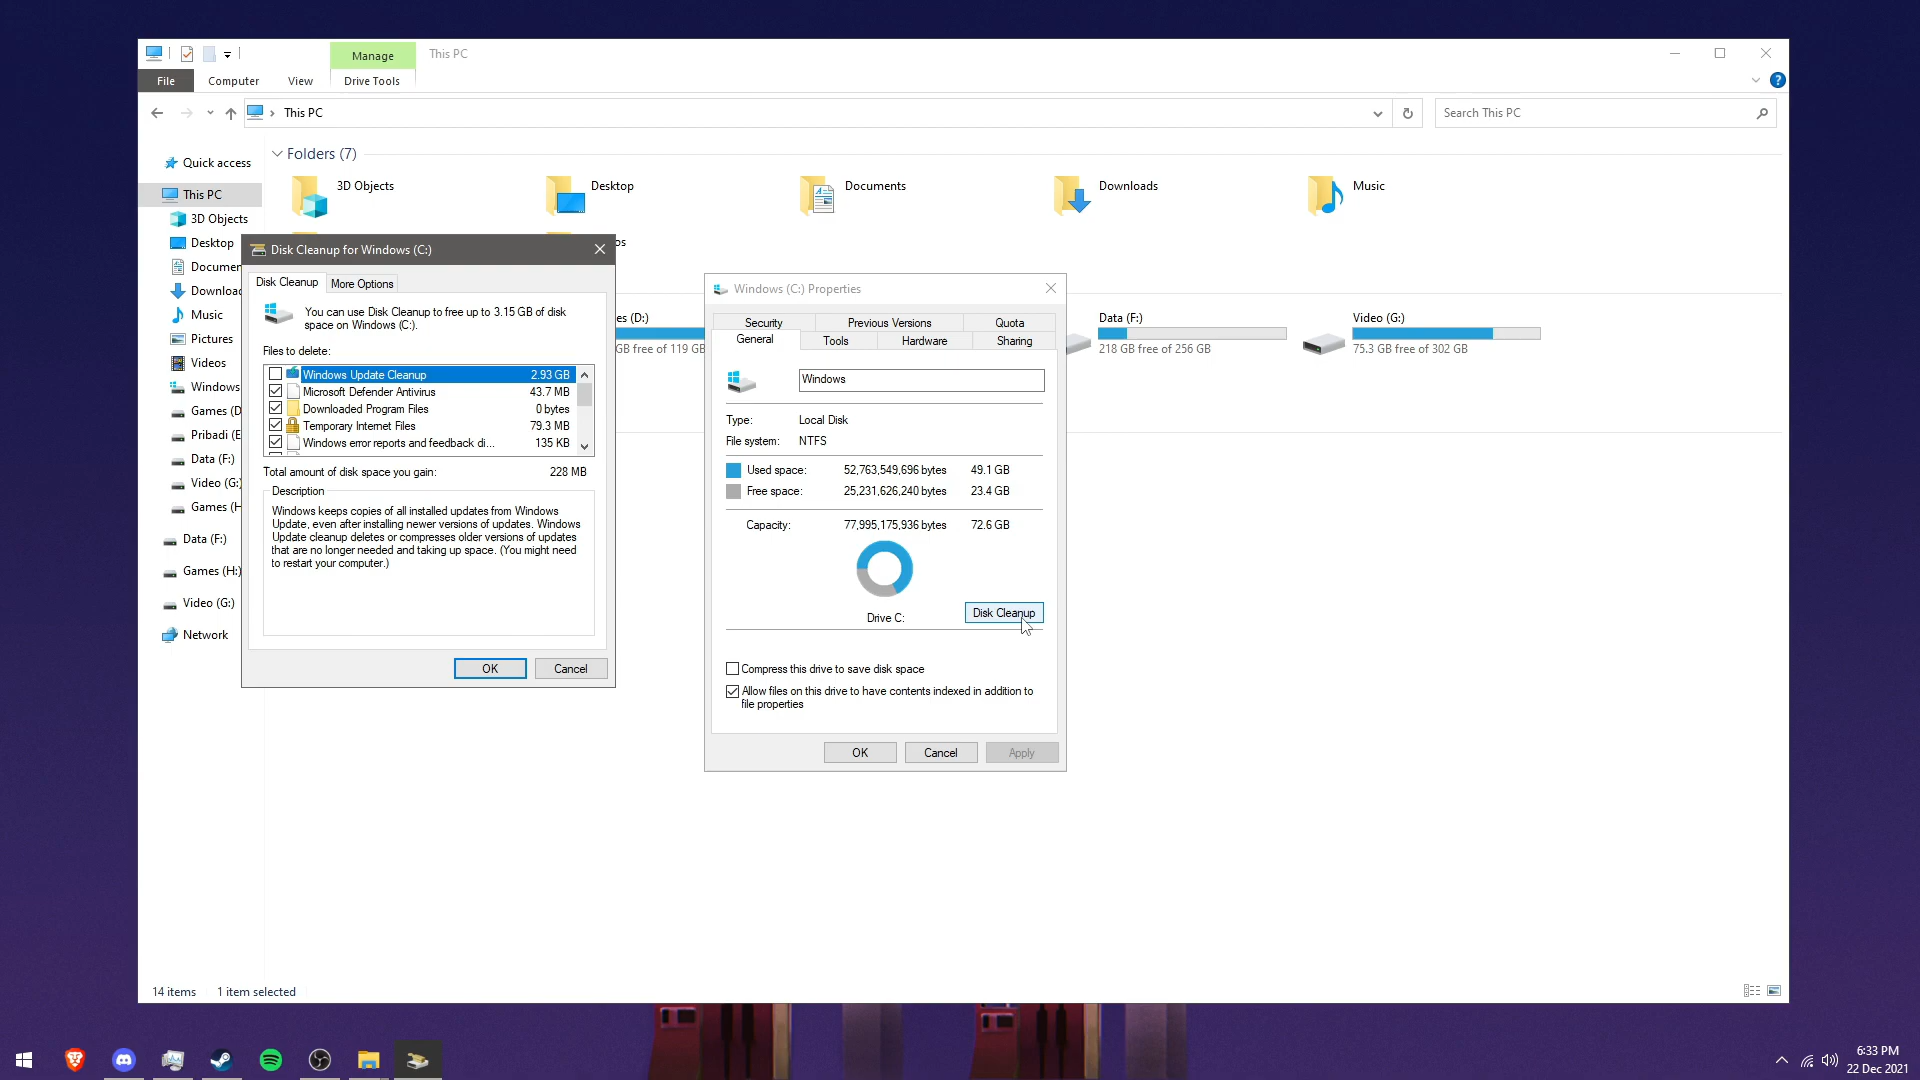 Manage
This PC
File
Computer
View
Drive Tools
This PC
Search This PC
Quick access
This PC
3D Objects
Desktop
Documen
Downloac
Music
Pictures
Videos
Windows
Games (D
Pribadi (E
Data (F:)
Video (G:)
Games (H
Data (F:)
Games (H:)
Video (G:)
Network
Folders (7)
3D Objects
Desktop
Documents
Downloads
Music
os
es (D:)
GB free of 119 GB
Data (F:)
218 GB free of 256 GB
Video (G:)
75.3 GB free of 302 GB
Disk Cleanup for Windows (C:)
Disk Cleanup
More Options
You can use Disk Cleanup to free up to 3.15 GB of disk
space on Windows (C:).
Files to delete:
Windows Update Cleanup 2.93 GB
Microsoft Defender Antivirus 43.7 MB
Downloaded Program Files 0 bytes
Temporary Internet Files 79.3 MB
Windows error reports and feedback di... 135 KB
Total amount of disk space you gain: 228 MB
Description
Windows keeps copies of all installed updates from Windows
Update, even after installing newer versions of updates. Windows
Update cleanup deletes or compresses older versions of updates
that are no longer needed and taking up space. (You might need
to restart your computer.)
OK
Cancel
Windows (C:) Properties
Security
Previous Versions
Quota
General
Tools
Hardware
Sharing
Windows
Type: Local Disk
File system: NTFS
Used space: 52,763,549,696 bytes 49.1 GB
Free space: 25,231,626,240 bytes 23.4 GB
Capacity: 77,995,175,936 bytes 72.6 GB
Drive C:
Disk Cleanup
Compress this drive to save disk space
Allow files on this drive to have contents indexed in addition to
file properties
OK
Cancel
Apply
14 items
1 item selected
6:33 PM
22 Dec 2021